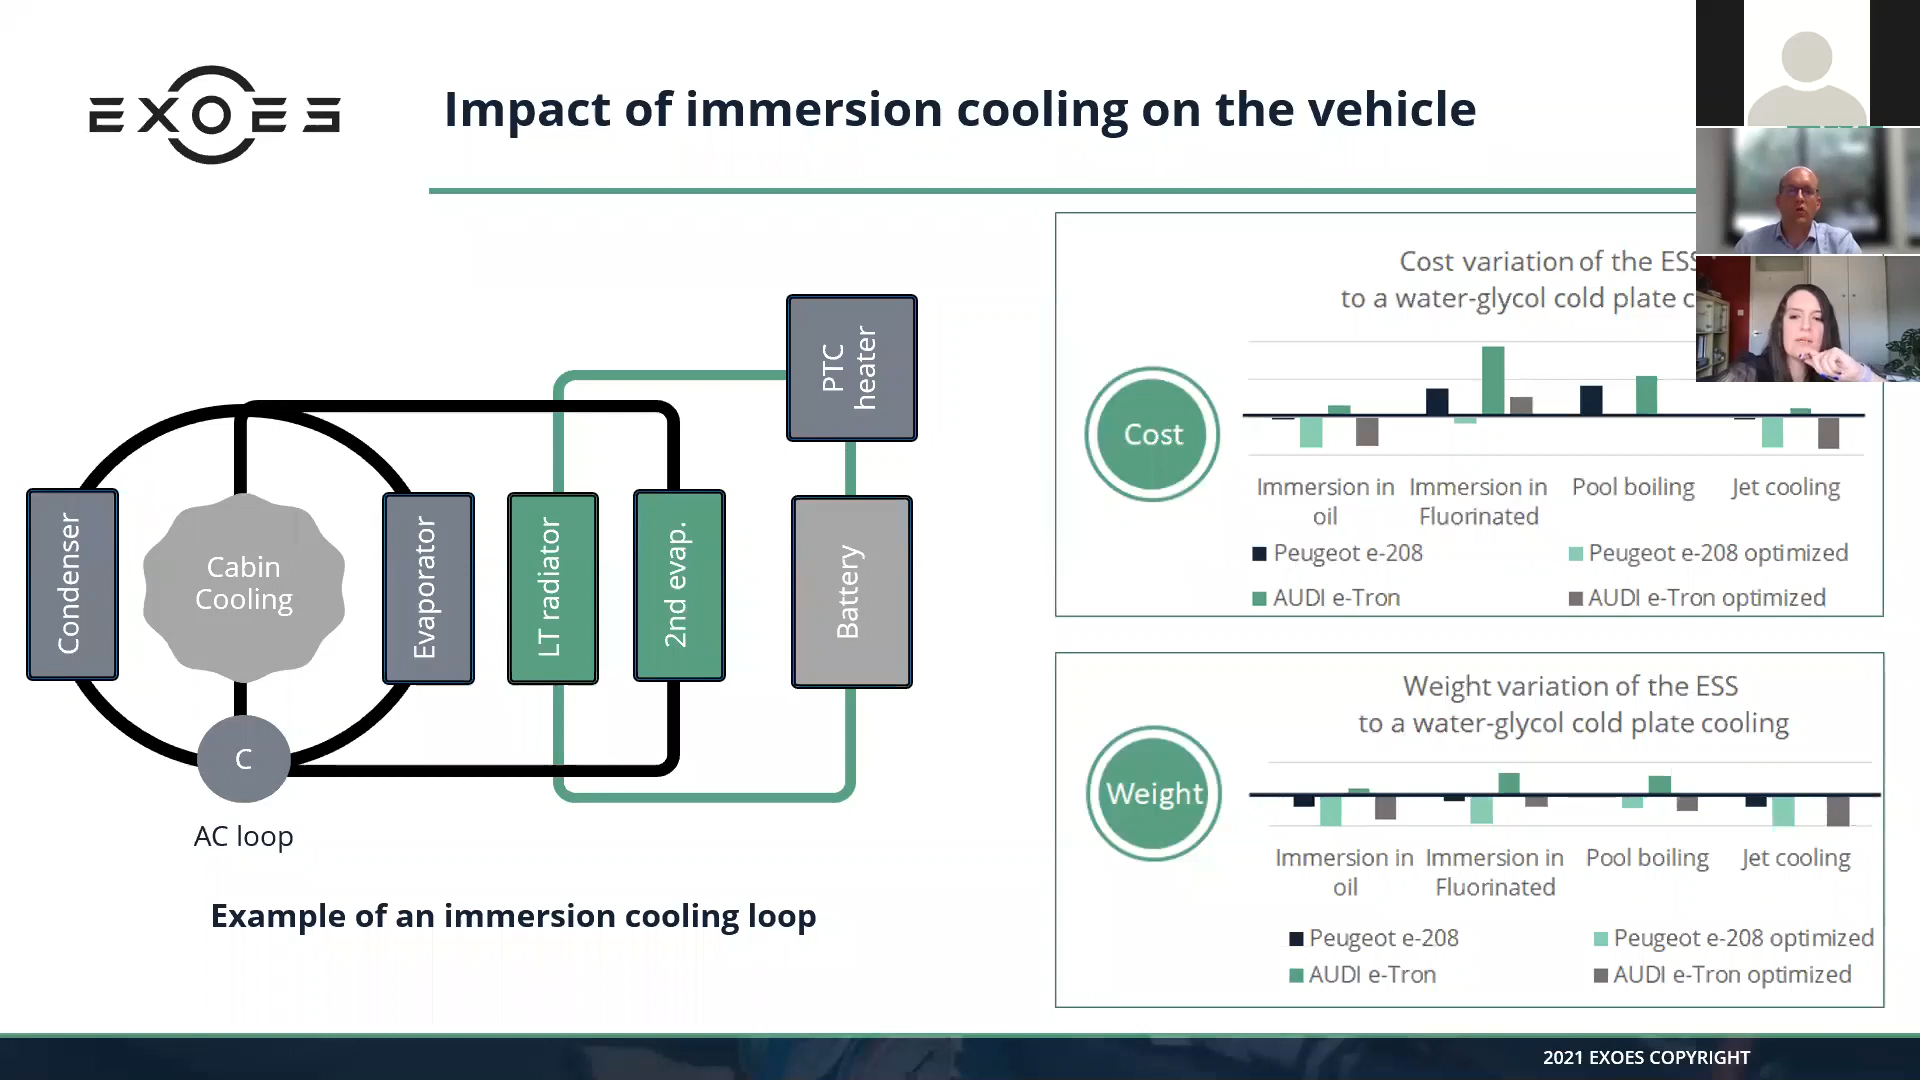 EXOES
Impact of immersion cooling on the vehicle
PTC
heater
Condenser
Cabin
Cooling
Evaporator
LT radiator
2nd evap.
Battery
C
AC loop
Example of an immersion cooling loop
Cost variation of the ESS
to a water-glycol cold plate c
Cost
Immersion in
oil
Immersion in
Fluorinated
Pool boiling
Jet cooling
Peugeot e-208
Peugeot e-208 optimized
AUDI e-Tron
AUDI e-Tron optimized
Weight variation of the ESS
to a water-glycol cold plate cooling
Weight
Immersion in
oil
Immersion in
Fluorinated
Pool boiling
Jet cooling
Peugeot e-208
Peugeot e-208 optimized
AUDI e-Tron
AUDI e-Tron optimized
2021 EXOES COPYRIGHT